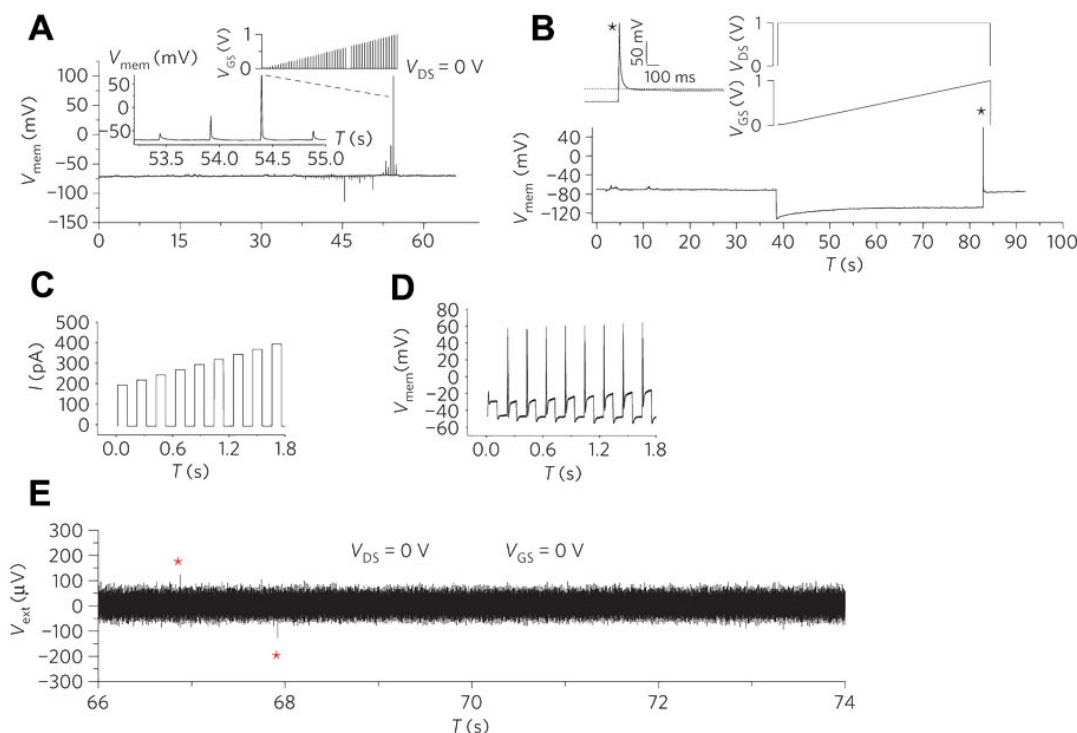 A
V_GS (V)
1
0
V_DS = 0 V
V_mem (mV)
50
0
−50
T (s)
53.5 54.0 54.5 55.0
V_mem (mV)
100
50
0
−50
−100
−150
0 15 30 45 60
B
★
50 mV
100 ms
V_DS (V)
1
0
V_GS (V)
1
0
★
V_mem (mV)
40
0
−40
−80
−120
0 10 20 30 40 50 60 70 80 90 100
T (s)
C
I (pA)
500
400
300
200
100
0
0.0 0.6 1.2 1.8
T (s)
D
V_mem (mV)
80
60
40
20
0
−20
−40
−60
0.0 0.6 1.2 1.8
T (s)
E
V_ext (μV)
300
200
100
0
−100
−200
−300
★
★
V_DS = 0 V V_GS = 0 V
66 68 70 72 74
T (s)